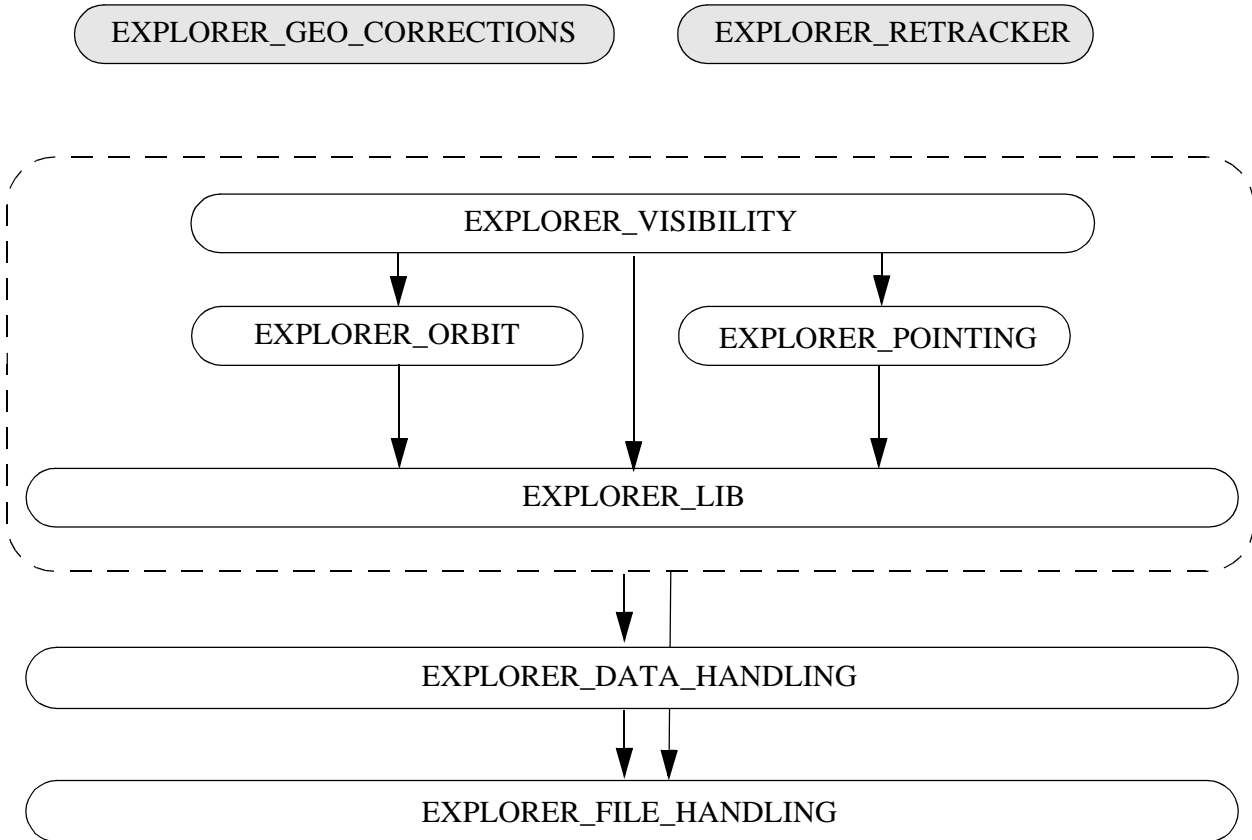 EXPLORER_GEO_CORRECTIONS
EXPLORER_RETRACKER
EXPLORER_VISIBILITY
EXPLORER_ORBIT
EXPLORER_POINTING
EXPLORER_LIB
EXPLORER_DATA_HANDLING
EXPLORER_FILE_HANDLING